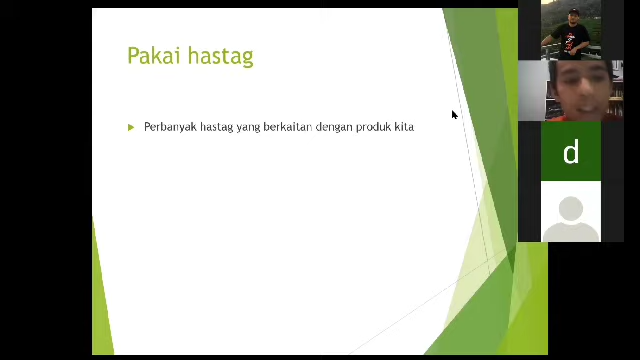 Pakai hastag
Perbanyak hastag yang berkaitan dengan produk kita
d